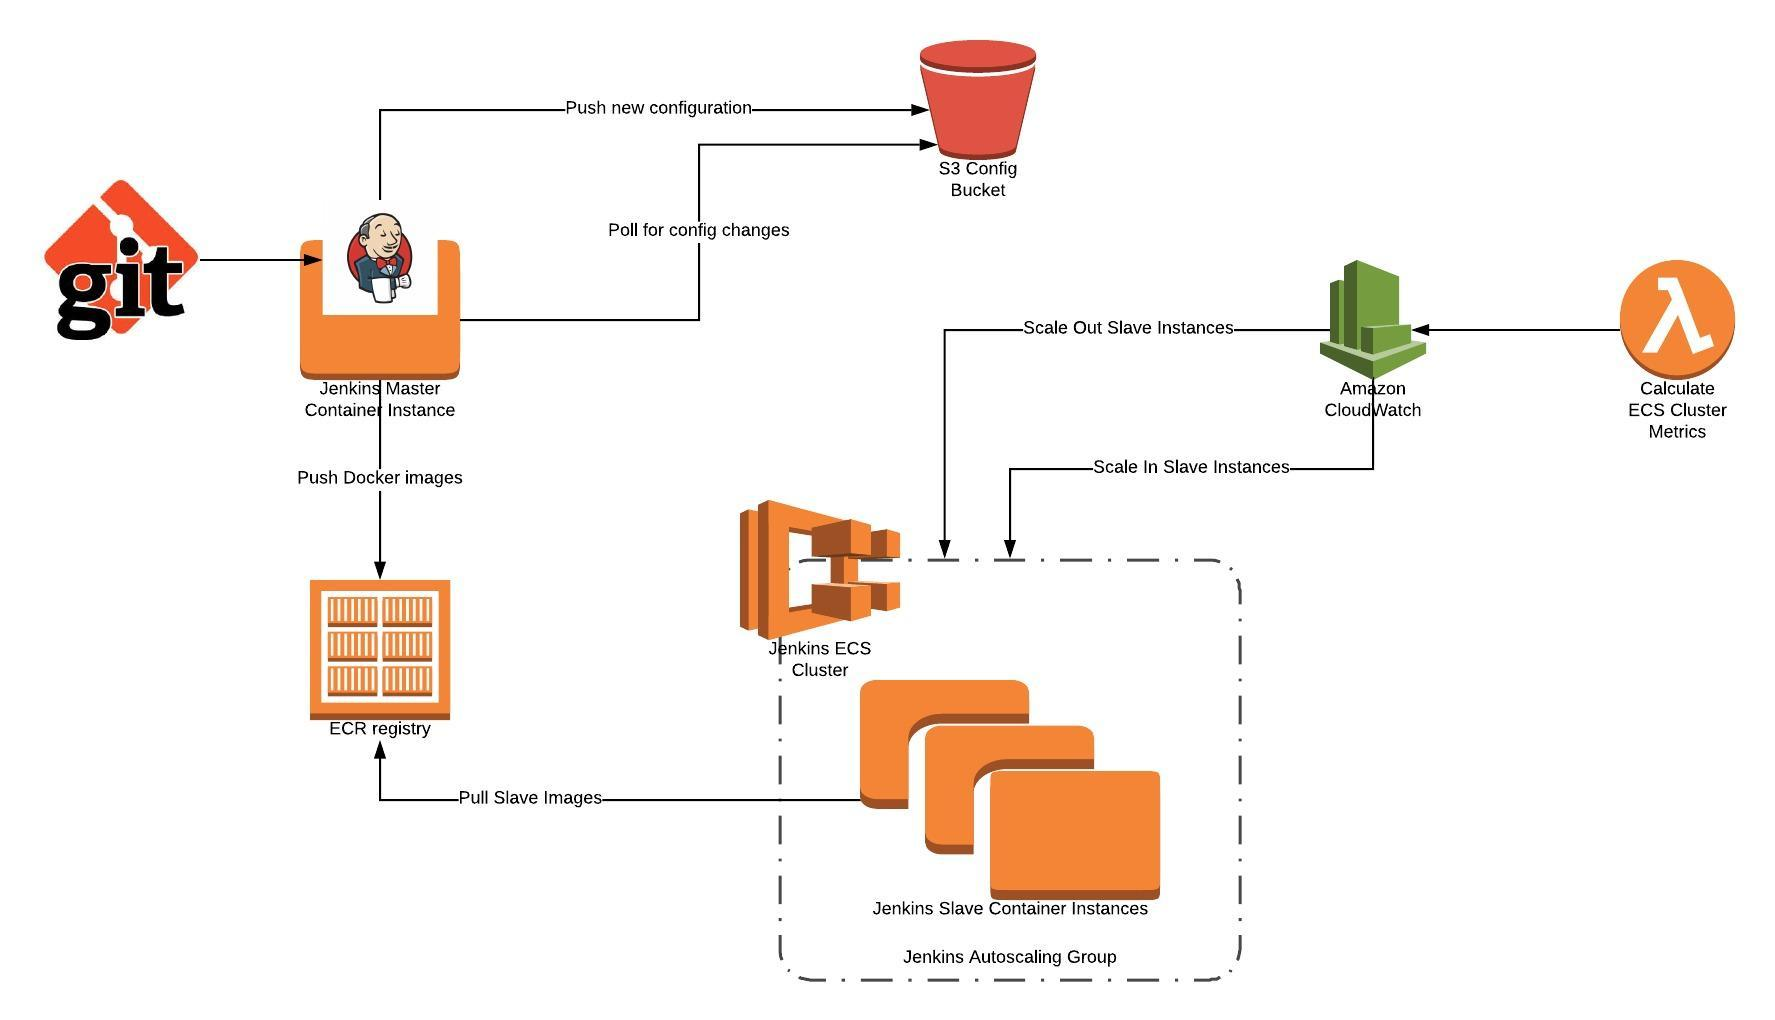 Push new configuration
S3 Config
Bucket
Poll for config changes
git
Jenkins Master
Container Instance
Scale Out Slave Instances
Amazon
CloudWatch
Calculate
ECS Cluster
Metrics
Scale In Slave Instances
Push Docker images
Jenkins ECS
Cluster
ECR registry
Pull Slave Images
Jenkins Slave Container Instances
Jenkins Autoscaling Group